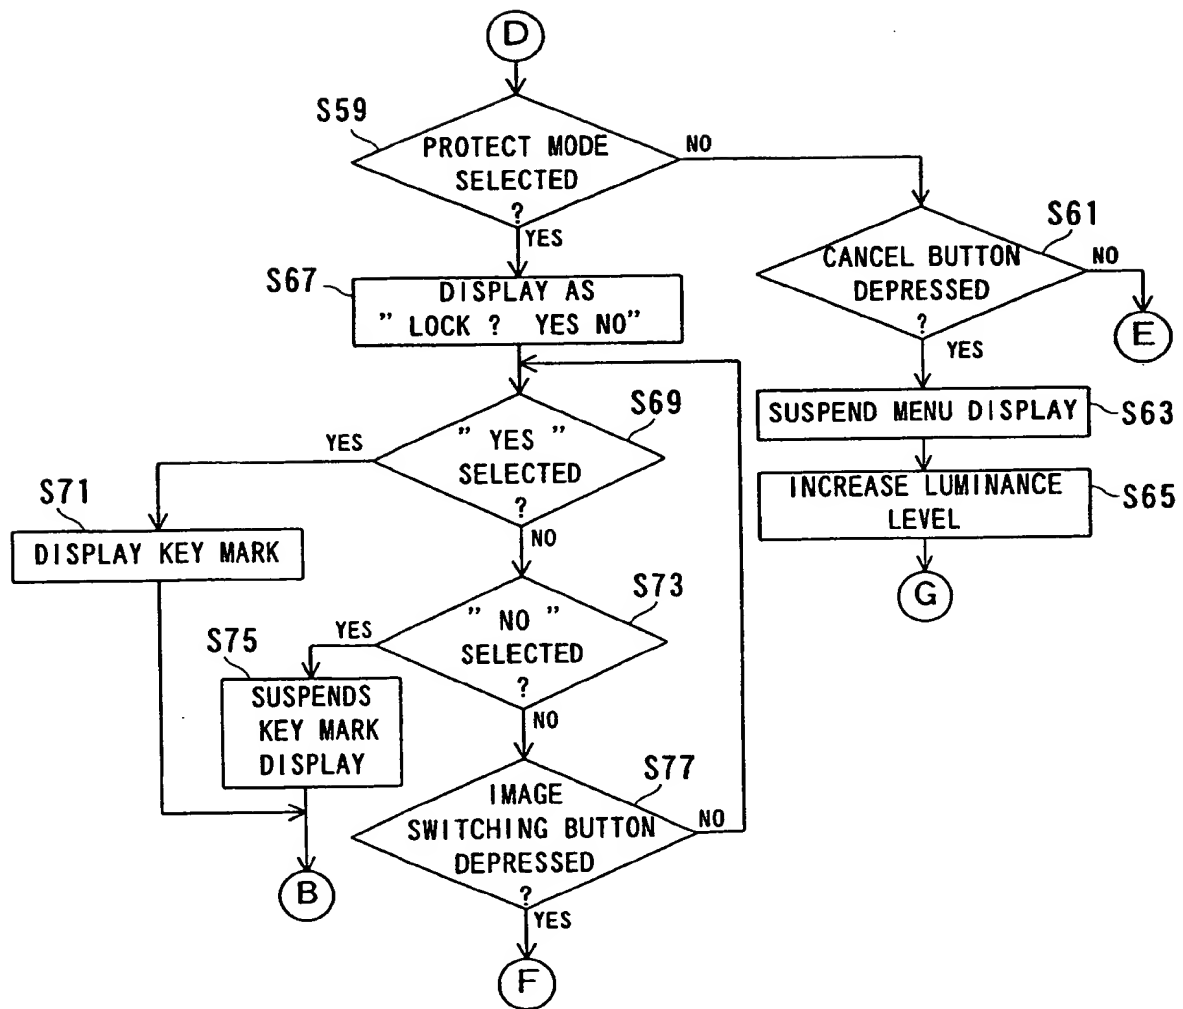 D
S59
PROTECT MODE
SELECTED
?
NO
YES
S61
CANCEL BUTTON
DEPRESSED
?
NO
E
YES
S67
DISPLAY AS
" LOCK ? YES NO"
SUSPEND MENU DISPLAY
S63
INCREASE LUMINANCE
LEVEL
S65
G
S69
" YES "
SELECTED
?
YES
NO
S71
DISPLAY KEY MARK
S73
" NO "
SELECTED
?
YES
NO
S75
SUSPENDS
KEY MARK
DISPLAY
S77
IMAGE
SWITCHING BUTTON
DEPRESSED
?
NO
YES
B
F